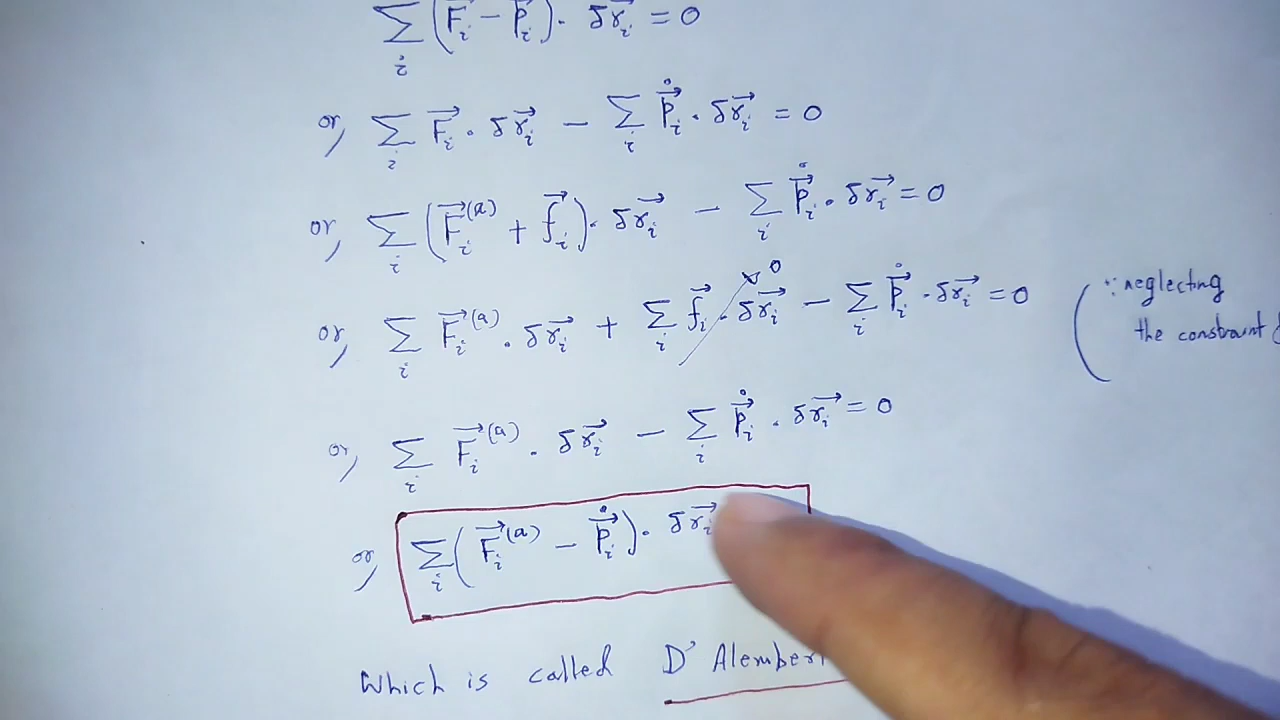 ∑ᵢ (F⃗ᵢ − p⃗ᵢ) · δr⃗ᵢ = 0
or, ∑ᵢ F⃗ᵢ · δr⃗ᵢ − ∑ᵢ ṗ⃗ᵢ · δr⃗ᵢ = 0
or, ∑ᵢ (F⃗ᵢ⁽ᵃ⁾ + f⃗ᵢ) · δr⃗ᵢ − ∑ᵢ ṗ⃗ᵢ · δr⃗ᵢ = 0
or, ∑ᵢ F⃗ᵢ⁽ᵃ⁾ · δr⃗ᵢ + ∑ᵢ f⃗ᵢ · δr⃗ᵢ ↗ 0 − ∑ᵢ ṗ⃗ᵢ · δr⃗ᵢ = 0 ( ∵ neglecting
the constraint
or, ∑ᵢ F⃗ᵢ⁽ᵃ⁾ · δr⃗ᵢ − ∑ᵢ ṗ⃗ᵢ · δr⃗ᵢ = 0
or, ∑ᵢ (F⃗ᵢ⁽ᵃ⁾ − ṗ⃗ᵢ) · δr⃗ᵢ
Which is called D' Alembert